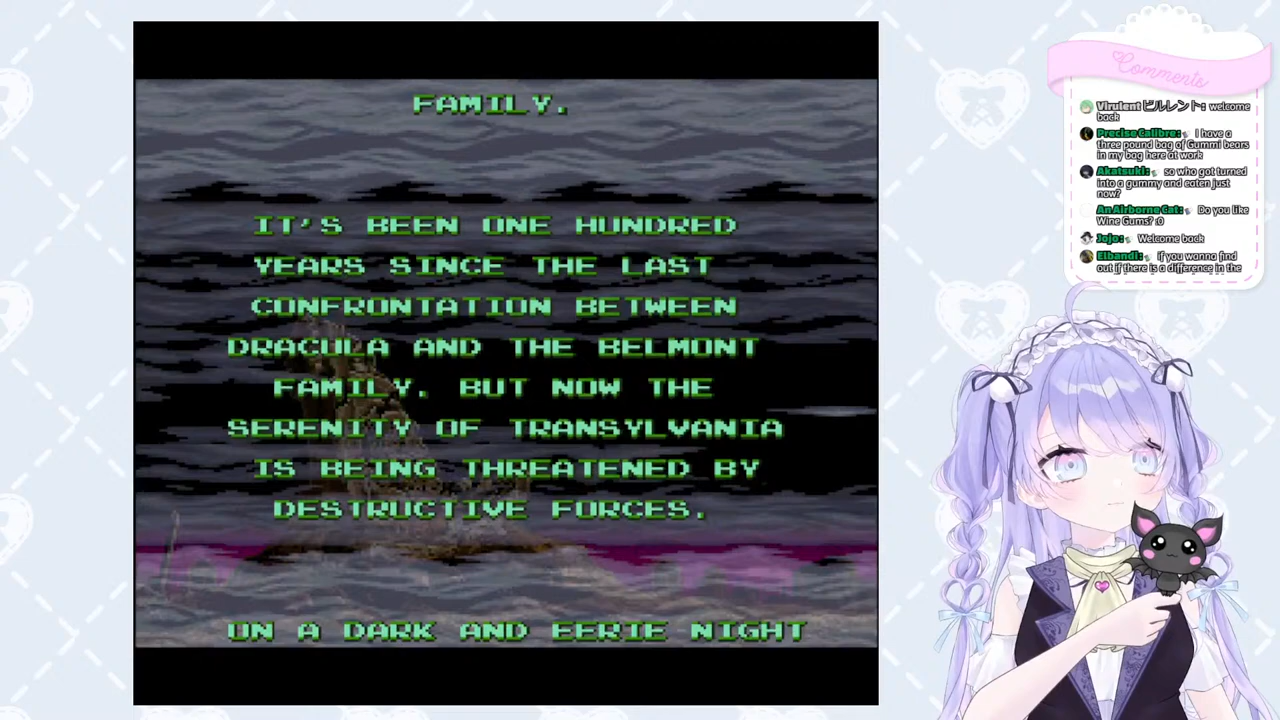 FAMILY.
IT'S BEEN ONE HUNDRED
YEARS SINCE THE LAST
CONFRONTATION BETWEEN
DRACULA AND THE BELMONT
FAMILY. BUT NOW THE
SERENITY OF TRANSYLVANIA
IS BEING THREATENED BY
DESTRUCTIVE FORCES.
ON A DARK AND EERIE NIGHT
Comments
Virulent ビルレント: welcome
back
Precise Calibre: I have a
three pound bag of Gummi bears
in my bag here at work
Akatsuki: so who got turned
into a gummy and eaten just
now?
An Airborne Cat: Do you like
Wine Gums? :0
Jojo: Welcome back
Elbandi: if you wanna find
out if there is a difference in the